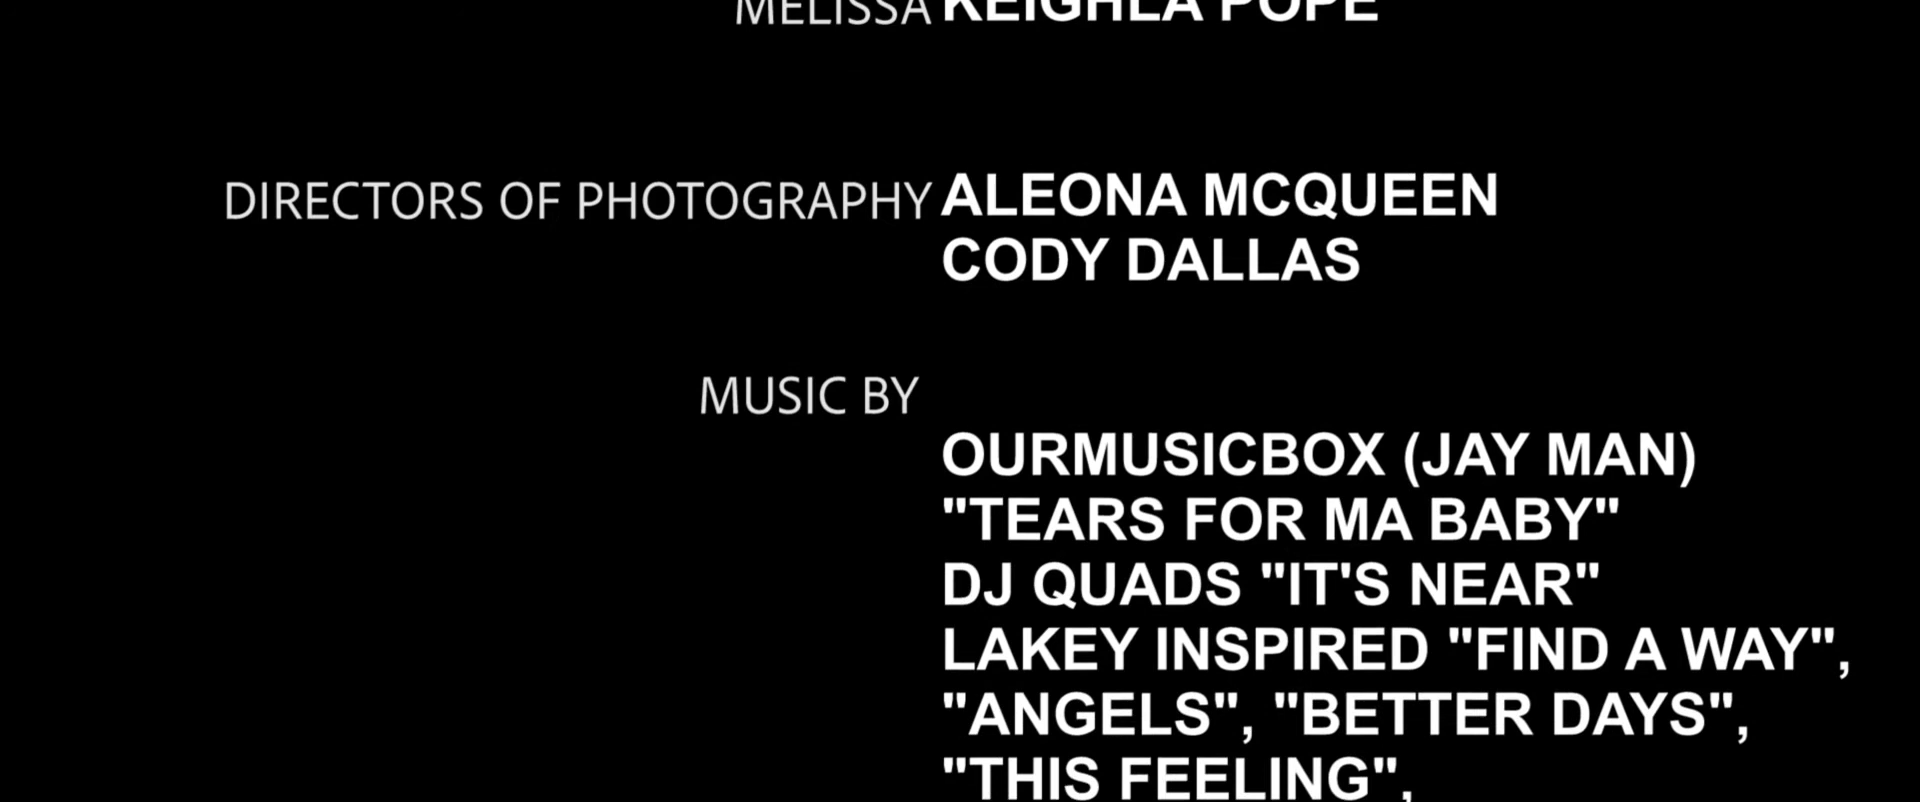 MELISSA KEIGHLA POPE
DIRECTORS OF PHOTOGRAPHY ALEONA MCQUEEN
CODY DALLAS
MUSIC BY
OURMUSICBOX (JAY MAN)
"TEARS FOR MA BABY"
DJ QUADS "IT'S NEAR"
LAKEY INSPIRED "FIND A WAY",
"ANGELS", "BETTER DAYS",
"THIS FEELING",